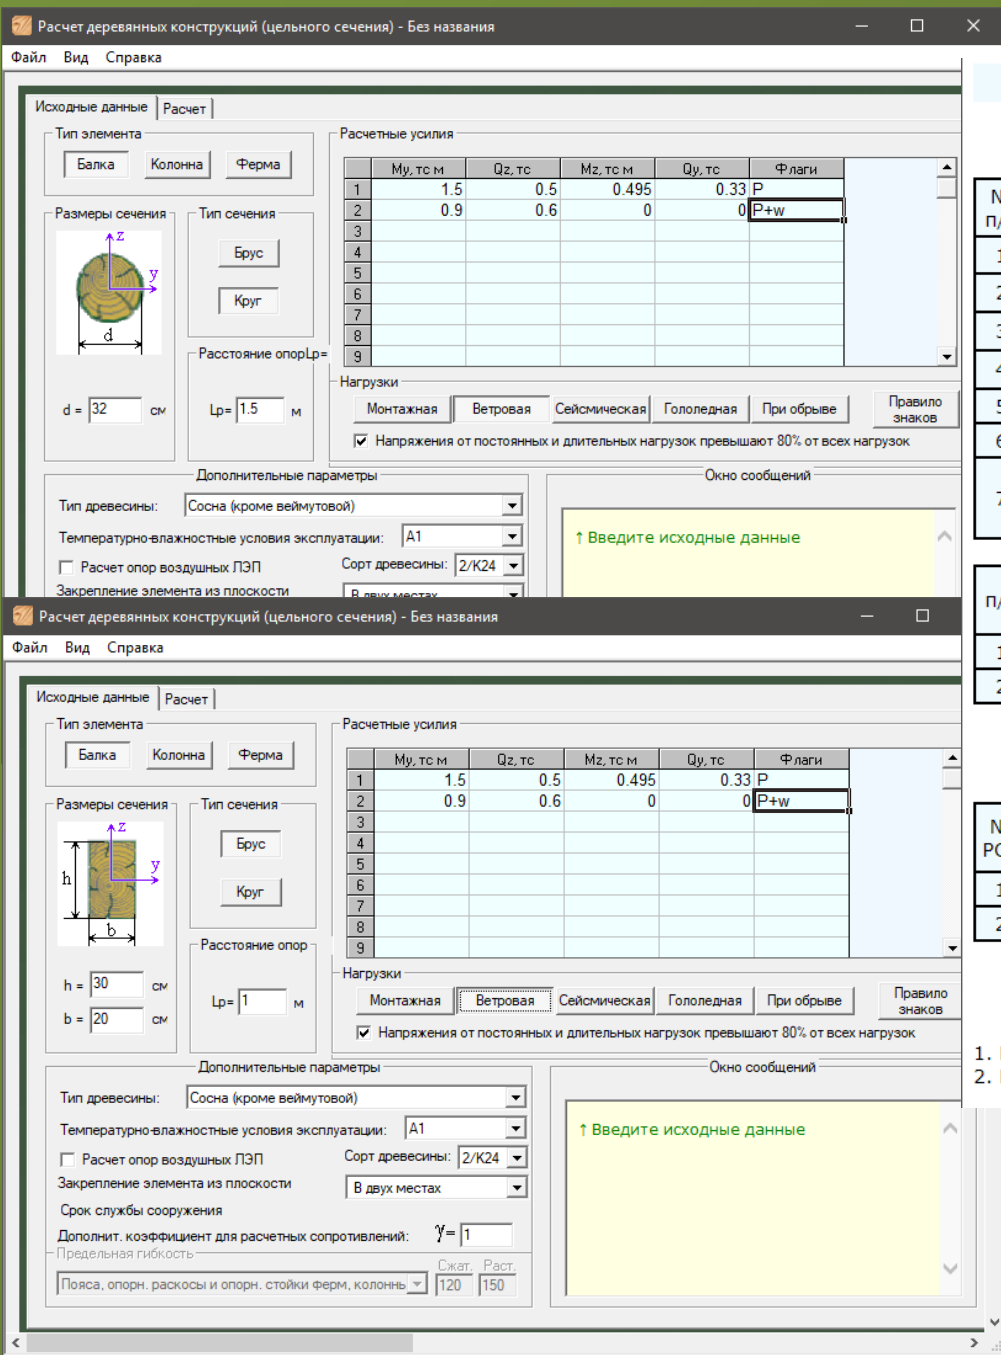 Расчет деревянных конструкций (цельного сечения) - Без названия
Файл Вид Справка
Исходные данные Расчет
Тип элемента
Балка Колонна Ферма
Расчетные усилия
My, тс м Qz, тс Mz, тс м Qy, тс Флаги
1 1.5 0.5 0.495 0.33 P
2 0.9 0.6 0 0 P+w
3
4
5
6
7
8
9
Размеры сечения
z
y
d
d = 32 см
Тип сечения
Брус
Круг
Расстояние опорLp=
Lp= 1.5 м
Нагрузки
Монтажная Ветровая Сейсмическая Гололедная При обрыве Правило знаков
Напряжения от постоянных и длительных нагрузок превышают 80% от всех нагрузок
Дополнительные параметры
Тип древесины: Сосна (кроме веймутовой)
Температурно-влажностные условия эксплуатации: А1
Расчет опор воздушных ЛЭП Сорт древесины: 2/К24
Закрепление элемента из плоскости В двух местах
Окно сообщений
↑ Введите исходные данные
Расчет деревянных конструкций (цельного сечения) - Без названия
Файл Вид Справка
Исходные данные Расчет
Тип элемента
Балка Колонна Ферма
Расчетные усилия
My, тс м Qz, тс Mz, тс м Qy, тс Флаги
1 1.5 0.5 0.495 0.33 P
2 0.9 0.6 0 0 P+w
3
4
5
6
7
8
9
Размеры сечения
z
y
h
b
h = 30 см
b = 20 см
Тип сечения
Брус
Круг
Расстояние опор
Lp= 1 м
Нагрузки
Монтажная Ветровая Сейсмическая Гололедная При обрыве Правило знаков
Напряжения от постоянных и длительных нагрузок превышают 80% от всех нагрузок
Дополнительные параметры
Тип древесины: Сосна (кроме веймутовой)
Температурно-влажностные условия эксплуатации: А1
Расчет опор воздушных ЛЭП Сорт древесины: 2/К24
Закрепление элемента из плоскости В двух местах
Срок службы сооружения
Дополнит. коэффициент для расчетных сопротивлений: γ= 1
Предельная гибкость
Сжат. Раст.
Пояса, опорн. раскосы и опорн. стойки ферм, колонны 120 150
Окно сообщений
↑ Введите исходные данные
1.
2.